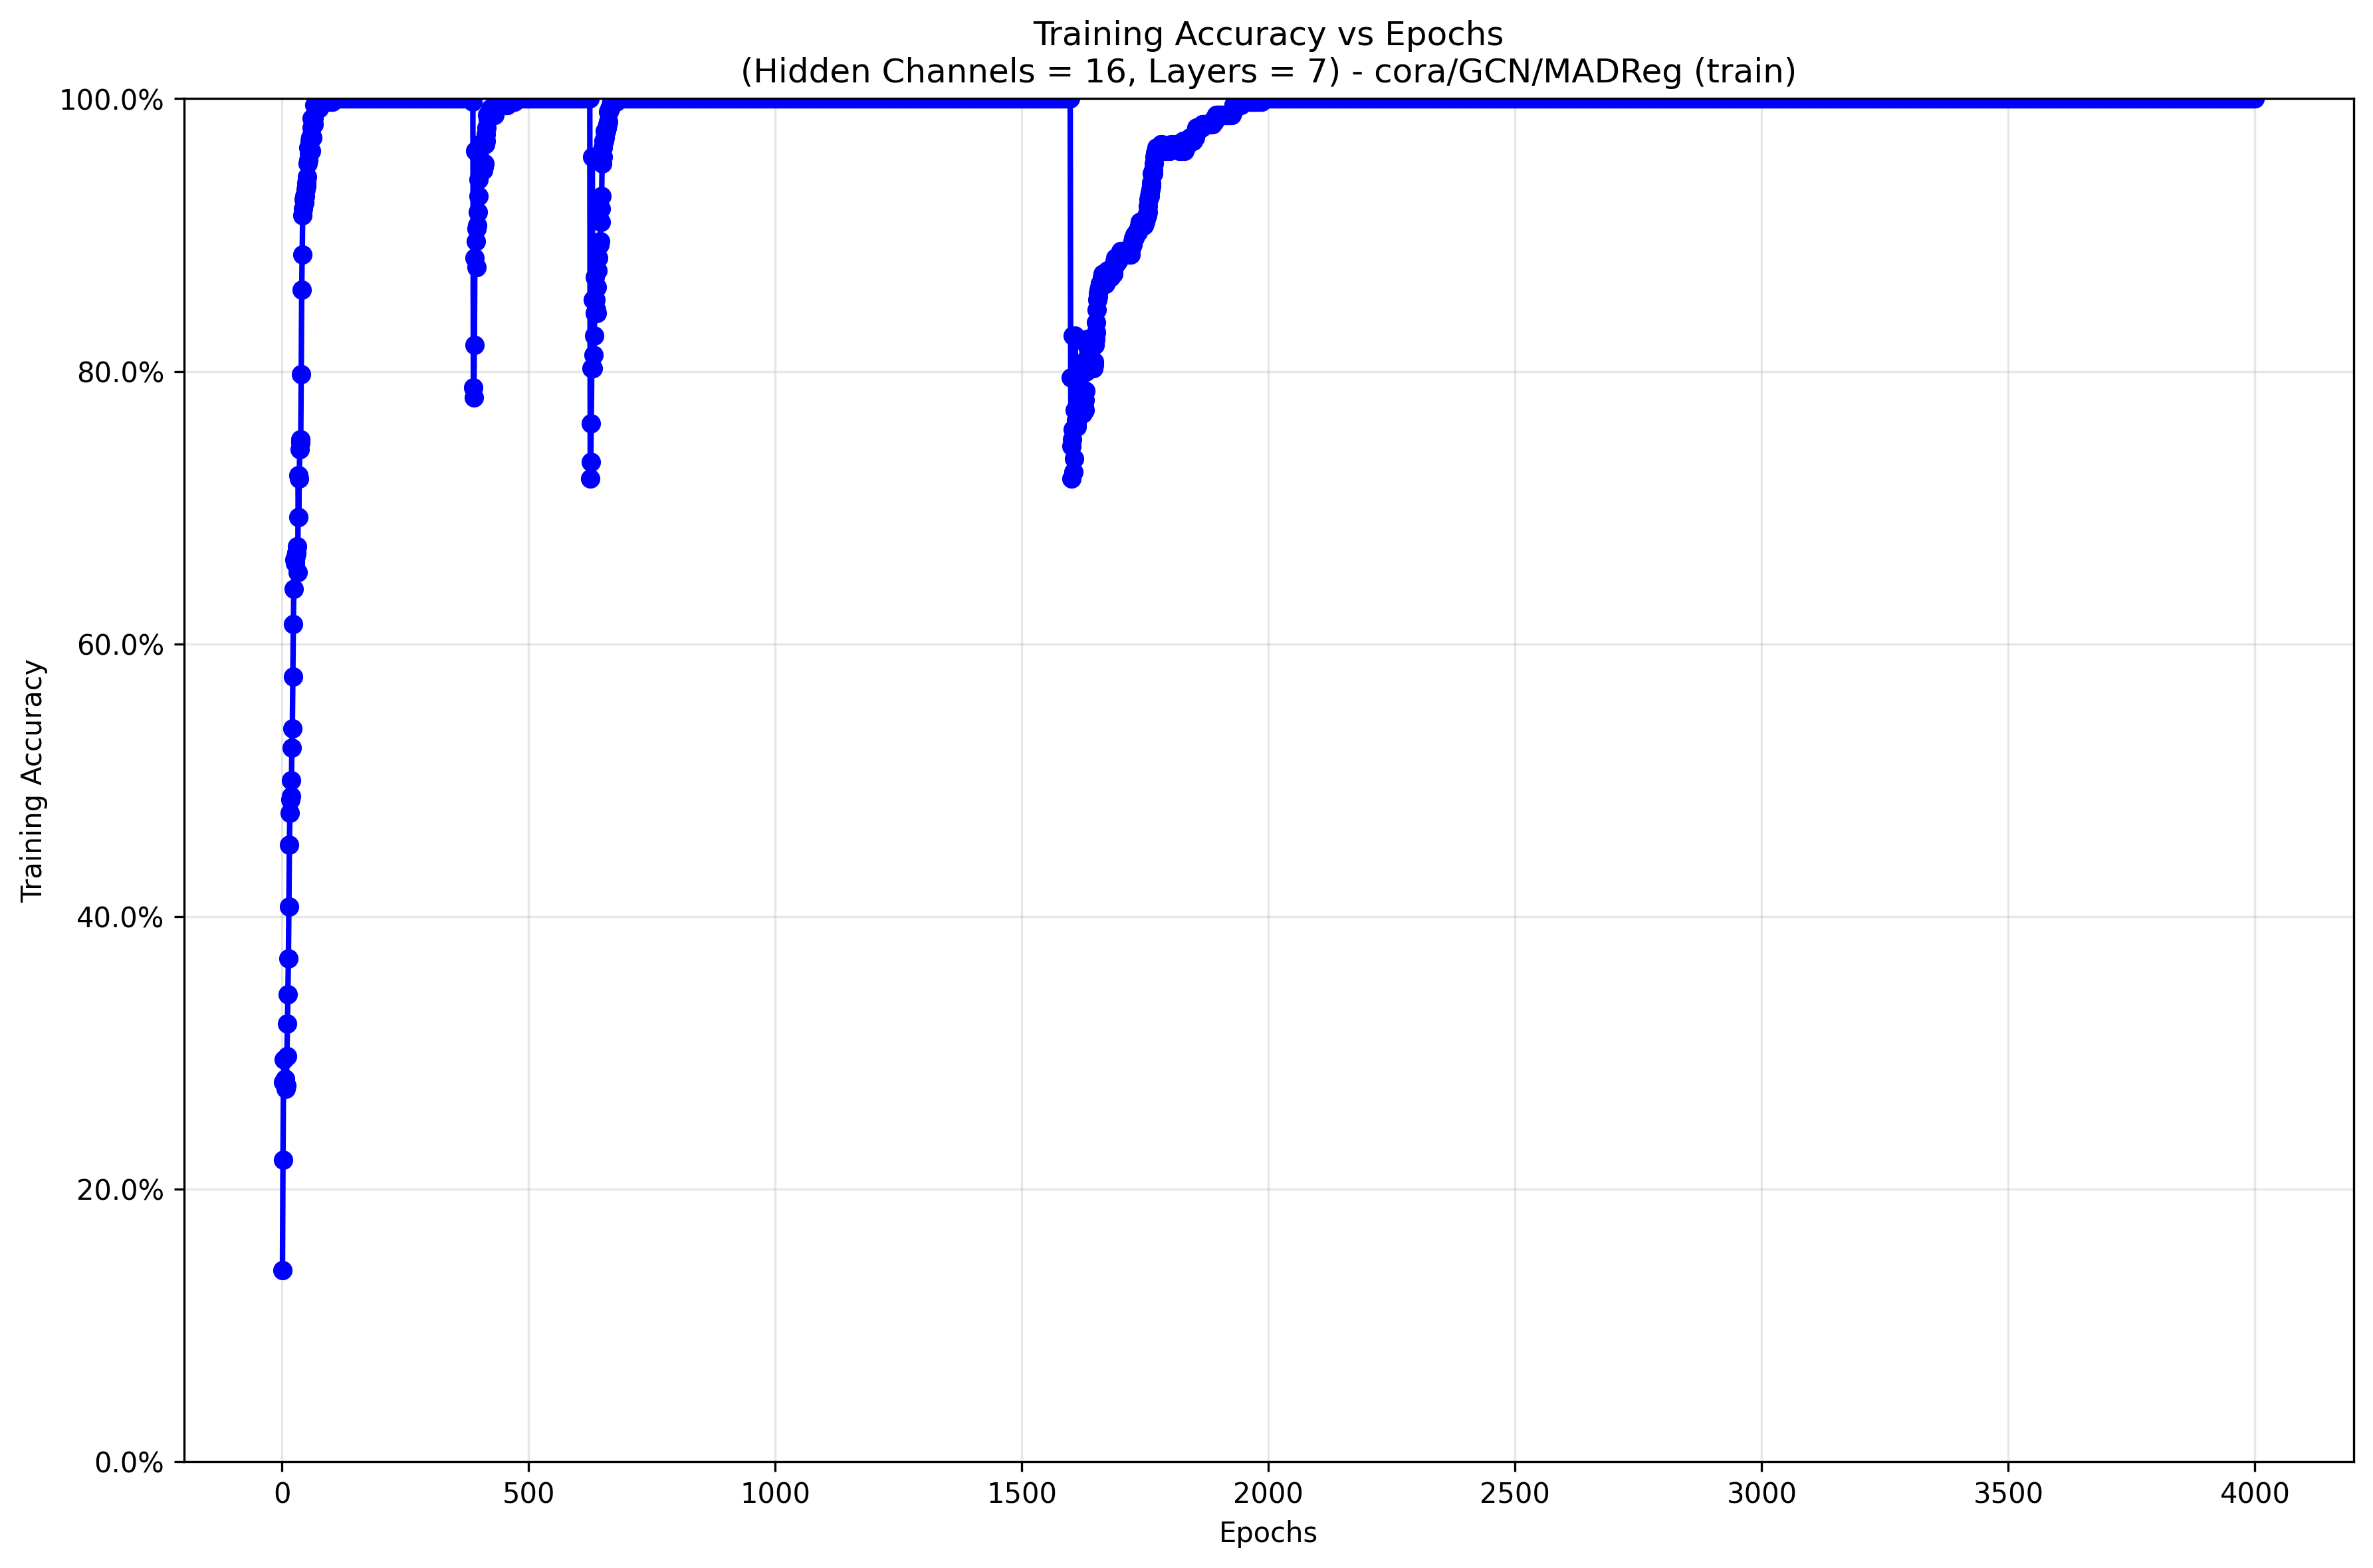 Training Accuracy vs Epochs
(Hidden Channels = 16, Layers = 7) - cora/GCN/MADReg (train)
Training Accuracy
100.0%
80.0%
60.0%
40.0%
20.0%
0.0%
0 500 1000 1500 2000 2500 3000 3500 4000
Epochs